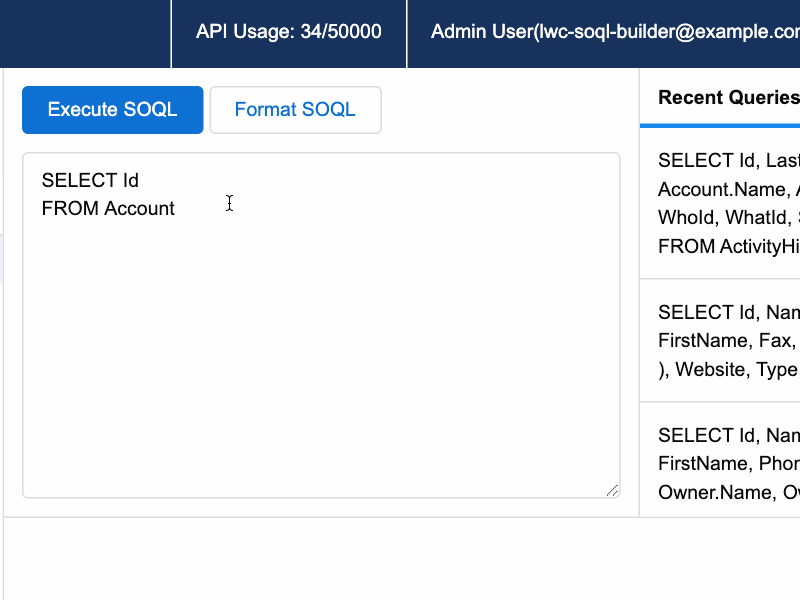 API Usage: 34/50000
Admin User(lwc-soql-builder@example.com
Execute SOQL
Format SOQL
SELECT Id
FROM Account
Recent Queries
SELECT Id, Last
Account.Name, A
WhoId, WhatId, S
FROM ActivityHi
SELECT Id, Nam
FirstName, Fax,
), Website, Type
SELECT Id, Nam
FirstName, Phon
Owner.Name, Ow